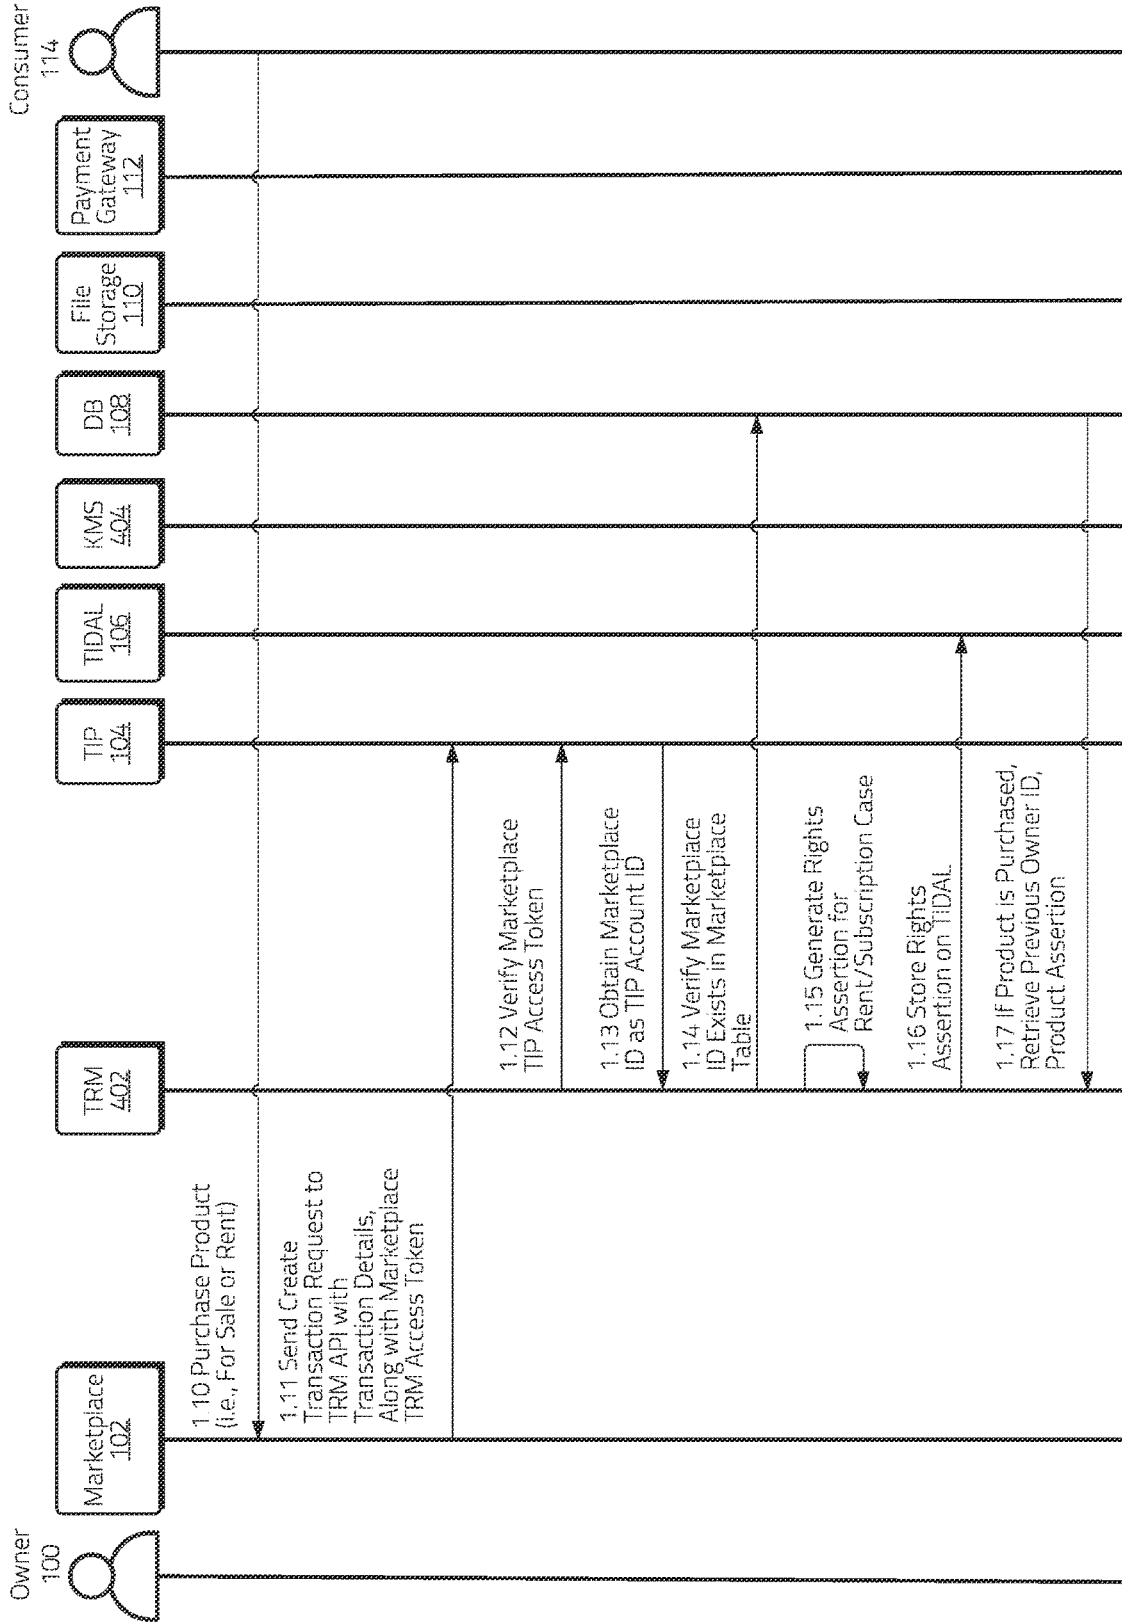 Owner
100
Marketplace
102
TRM
402
TIP
104
TIDAL
106
KMS
404
DB
108
File
Storage
110
Payment
Gateway
112
Consumer
114
1.10 Purchase Product
(i.e., For Sale or Rent)
1.11 Send Create
Transaction Request to
TRM API with
Transaction Details,
Along with Marketplace
TRM Access Token
1.12 Verify Marketplace
TIP Access Token
1.13 Obtain Marketplace
ID as TIP Account ID
1.14 Verify Marketplace
ID Exists in Marketplace
Table
1.15 Generate Rights
Assertion for
Rent/Subscription Case
1.16 Store Rights
Assertion on TIDAL
1.17 If Product is Purchased,
Retrieve Previous Owner ID,
Product Assertion